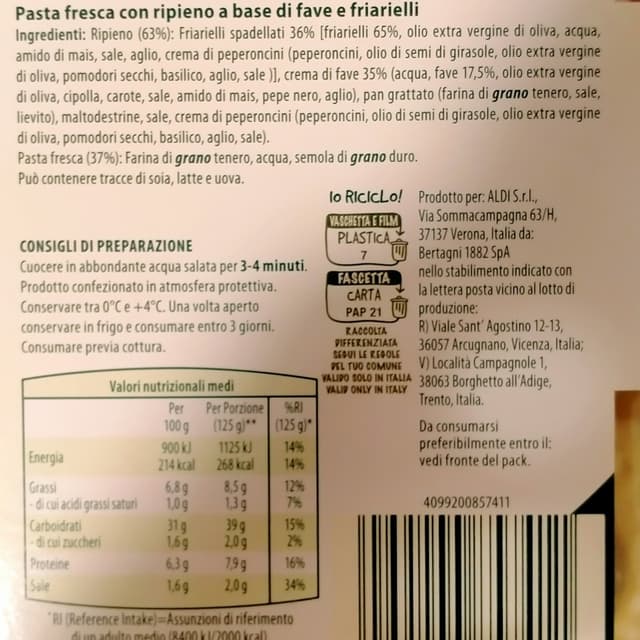 Pasta fresca con ripieno a base di fave e friarielli
Ingredienti: Ripieno (63%): Friarielli spadellati 36% [friarielli 65%, olio extra vergine di oliva, acqua,
amido di mais, sale, aglio, crema di peperoncini (peperoncini, olio di semi di girasole, olio extra vergine
di oliva, pomodori secchi, basilico, aglio, sale )], crema di fave 35% (acqua, fave 17,5%, olio extra vergine
di oliva, cipolla, carote, sale, amido di mais, pepe nero, aglio), pan grattato (farina di grano tenero, sale,
lievito), maltodestrine, sale, crema di peperoncini (peperoncini, olio di semi di girasole, olio extra vergine
di oliva, pomodori secchi, basilico, aglio, sale).
Pasta fresca (37%): Farina di grano tenero, acqua, semola di grano duro.
Può contenere tracce di soia, latte e uova.
CONSIGLI DI PREPARAZIONE
Cuocere in abbondante acqua salata per 3-4 minuti.
Prodotto confezionato in atmosfera protettiva.
Conservare tra 0°C e +4°C. Una volta aperto
conservare in frigo e consumare entro 3 giorni.
Consumare previa cottura.
IO RICICLO!
VASCHETTA E FILM
PLASTICA
7
FASCETTA
CARTA
PAP 21
RACCOLTA
DIFFERENZIATA
SEGUI LE REGOLE
DEL TUO COMUNE
VALIDO SOLO IN ITALIA
VALID ONLY IN ITALY
Prodotto per: ALDI S.r.l.,
Via Sommacampagna 63/H,
37137 Verona, Italia da:
Bertagni 1882 SpA
nello stabilimento indicato con
la lettera posta vicino al lotto di
produzione:
R) Viale Sant' Agostino 12-13,
36057 Arcugnano, Vicenza, Italia;
V) Località Campagnole 1,
38063 Borghetto all'Adige,
Trento, Italia.
Da consumarsi
preferibilmente entro il:
vedi fronte del pack.
4099200857411
Valori nutrizionali medi
Per Per Porzione %RI
100 g (125 g)** (125 g)*
Energia 900 kJ 1125 kJ 14%
214 kcal 268 kcal 14%
Grassi 6,8 g 8,5 g 12%
- di cui acidi grassi saturi 1,0 g 1,3 g 7%
Carboidrati 31 g 39 g 15%
- di cui zuccheri 1,6 g 2,0 g 2%
Proteine 6,3 g 7,9 g 16%
Sale 1,6 g 2,0 g 34%
*RI (Reference Intake)=Assunzioni di riferimento
di un adulto medio (8400 kJ/2000 kcal)